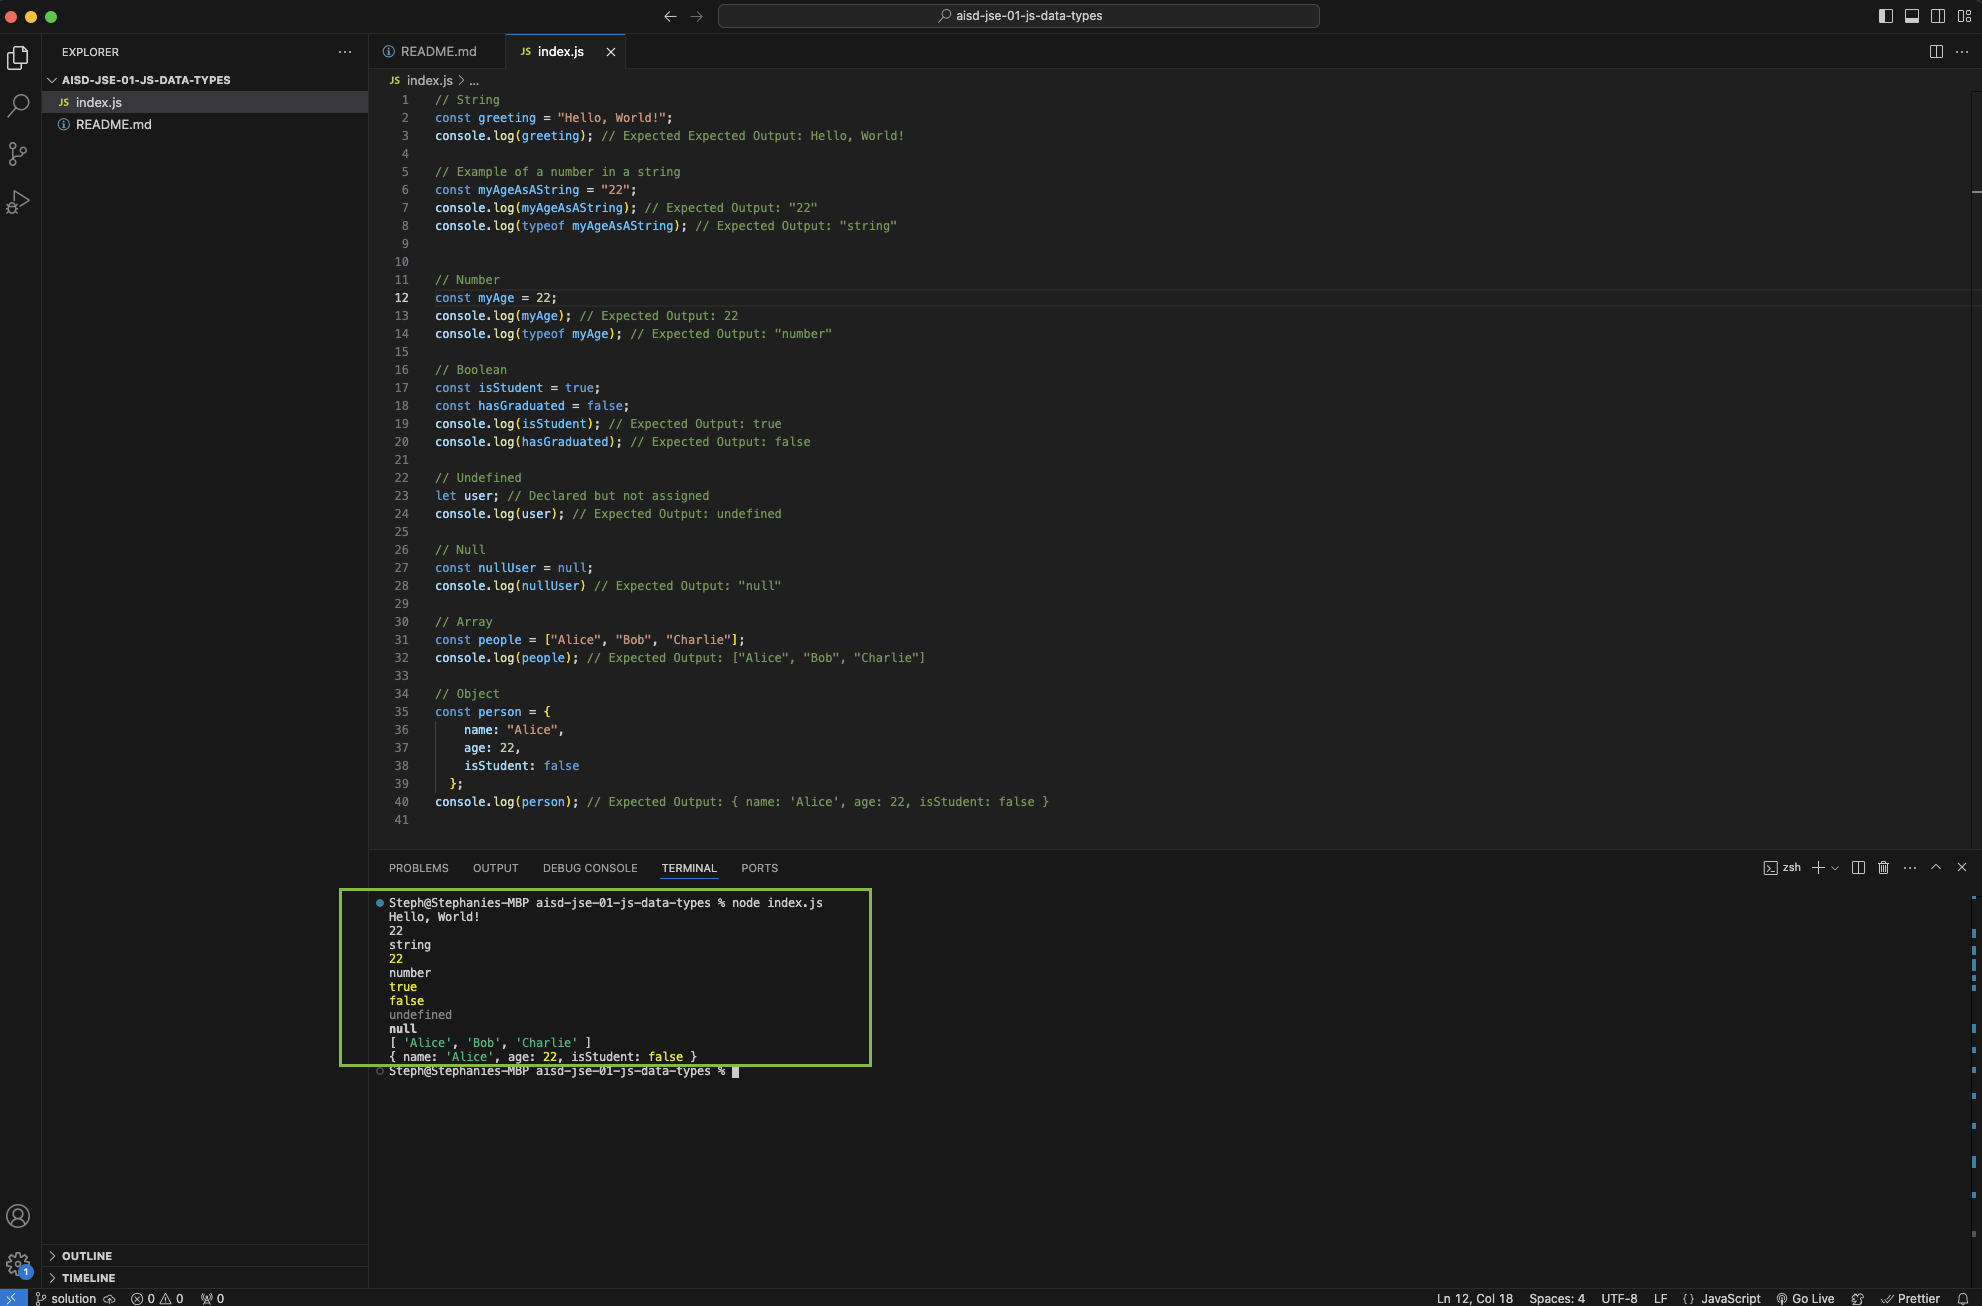 aisd-jse-01-js-data-types
EXPLORER
AISD-JSE-01-JS-DATA-TYPES
JS index.js
README.md
README.md
JS index.js
JS index.js > ...
1 // String
2 const greeting = "Hello, World!";
3 console.log(greeting); // Expected Expected Output: Hello, World!
4
5 // Example of a number in a string
6 const myAgeAsAString = "22";
7 console.log(myAgeAsAString); // Expected Output: "22"
8 console.log(typeof myAgeAsAString); // Expected Output: "string"
9
10
11 // Number
12 const myAge = 22;
13 console.log(myAge); // Expected Output: 22
14 console.log(typeof myAge); // Expected Output: "number"
15
16 // Boolean
17 const isStudent = true;
18 const hasGraduated = false;
19 console.log(isStudent); // Expected Output: true
20 console.log(hasGraduated); // Expected Output: false
21
22 // Undefined
23 let user; // Declared but not assigned
24 console.log(user); // Expected Output: undefined
25
26 // Null
27 const nullUser = null;
28 console.log(nullUser) // Expected Output: "null"
29
30 // Array
31 const people = ["Alice", "Bob", "Charlie"];
32 console.log(people); // Expected Output: ["Alice", "Bob", "Charlie"]
33
34 // Object
35 const person = {
36 name: "Alice",
37 age: 22,
38 isStudent: false
39 };
40 console.log(person); // Expected Output: { name: 'Alice', age: 22, isStudent: false }
41
PROBLEMS OUTPUT DEBUG CONSOLE TERMINAL PORTS
zsh
Steph@Stephanies-MBP aisd-jse-01-js-data-types % node index.js
Hello, World!
22
string
22
number
true
false
undefined
null
[ 'Alice', 'Bob', 'Charlie' ]
{ name: 'Alice', age: 22, isStudent: false }
Steph@Stephanies-MBP aisd-jse-01-js-data-types %
OUTLINE
TIMELINE
1
solution 0 0 0
Ln 12, Col 18 Spaces: 4 UTF-8 LF {} JavaScript Go Live Prettier